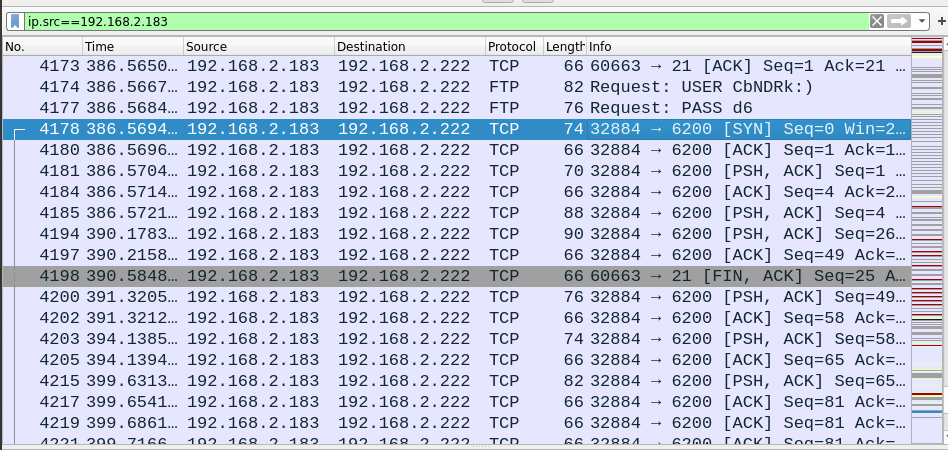 ip.src==192.168.2.183
No. Time Source Destination Protocol Length Info
4173 386.5650… 192.168.2.183 192.168.2.222 TCP 66 60663 → 21 [ACK] Seq=1 Ack=21 …
4174 386.5667… 192.168.2.183 192.168.2.222 FTP 82 Request: USER CbNDRk:)
4177 386.5684… 192.168.2.183 192.168.2.222 FTP 76 Request: PASS d6
4178 386.5694… 192.168.2.183 192.168.2.222 TCP 74 32884 → 6200 [SYN] Seq=0 Win=2…
4180 386.5696… 192.168.2.183 192.168.2.222 TCP 66 32884 → 6200 [ACK] Seq=1 Ack=1…
4181 386.5704… 192.168.2.183 192.168.2.222 TCP 70 32884 → 6200 [PSH, ACK] Seq=1 …
4184 386.5714… 192.168.2.183 192.168.2.222 TCP 66 32884 → 6200 [ACK] Seq=4 Ack=2…
4185 386.5721… 192.168.2.183 192.168.2.222 TCP 88 32884 → 6200 [PSH, ACK] Seq=4 …
4194 390.1783… 192.168.2.183 192.168.2.222 TCP 90 32884 → 6200 [PSH, ACK] Seq=26…
4197 390.2158… 192.168.2.183 192.168.2.222 TCP 66 32884 → 6200 [ACK] Seq=49 Ack=…
4198 390.5848… 192.168.2.183 192.168.2.222 TCP 66 60663 → 21 [FIN, ACK] Seq=25 A…
4200 391.3205… 192.168.2.183 192.168.2.222 TCP 76 32884 → 6200 [PSH, ACK] Seq=49…
4202 391.3212… 192.168.2.183 192.168.2.222 TCP 66 32884 → 6200 [ACK] Seq=58 Ack=…
4203 394.1385… 192.168.2.183 192.168.2.222 TCP 74 32884 → 6200 [PSH, ACK] Seq=58…
4205 394.1394… 192.168.2.183 192.168.2.222 TCP 66 32884 → 6200 [ACK] Seq=65 Ack=…
4215 399.6313… 192.168.2.183 192.168.2.222 TCP 82 32884 → 6200 [PSH, ACK] Seq=65…
4217 399.6541… 192.168.2.183 192.168.2.222 TCP 66 32884 → 6200 [ACK] Seq=81 Ack=…
4219 399.6861… 192.168.2.183 192.168.2.222 TCP 66 32884 → 6200 [ACK] Seq=81 Ack=…
4221 399.7166… 192.168.2.183 192.168.2.222 TCP 66 32884 → 6200 [ACK] Seq=81 Ack=…